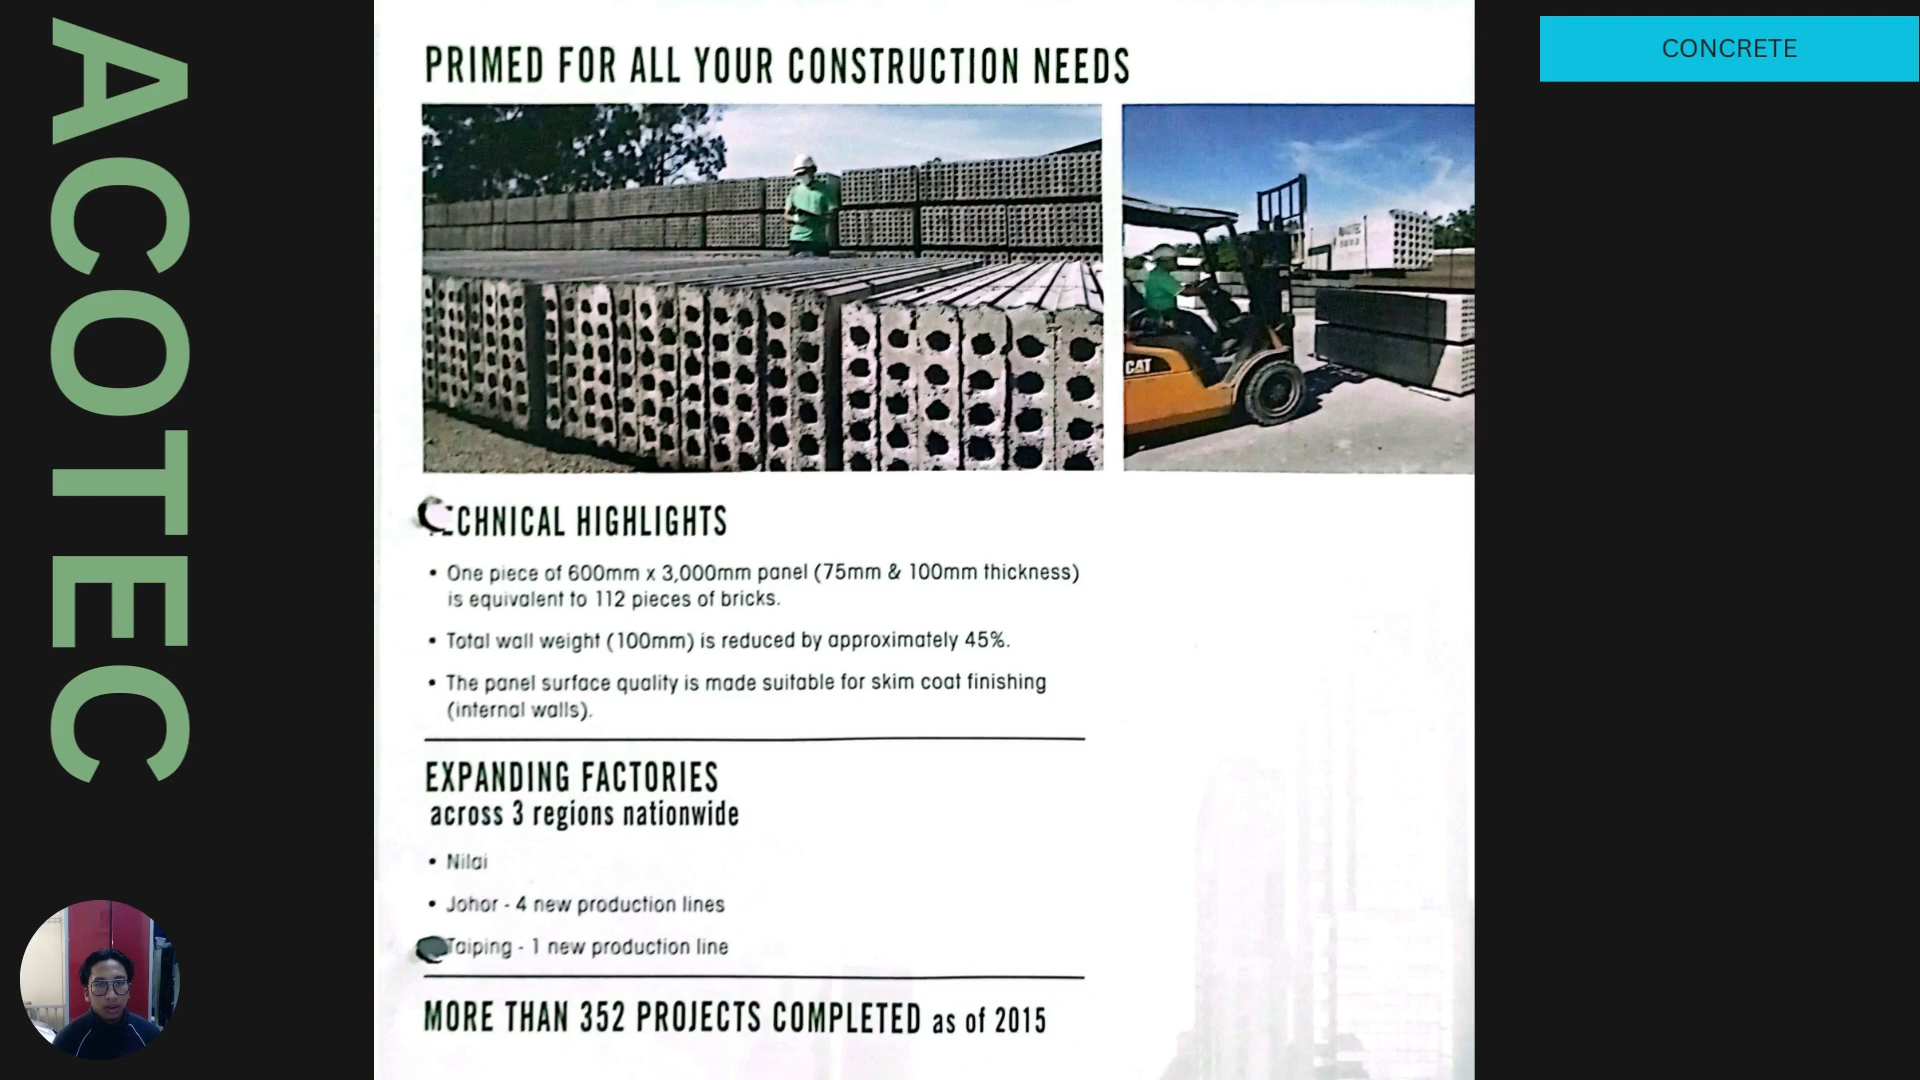 ACOTEC
CONCRETE
PRIMED FOR ALL YOUR CONSTRUCTION NEEDS
CAT
TECHNICAL HIGHLIGHTS
• One piece of 600mm x 3,000mm panel (75mm & 100mm thickness)
is equivalent to 112 pieces of bricks.
• Total wall weight (100mm) is reduced by approximately 45%.
• The panel surface quality is made suitable for skim coat finishing
(internal walls).
EXPANDING FACTORIES
across 3 regions nationwide
• Nilai
• Johor - 4 new production lines
Taiping - 1 new production line
MORE THAN 352 PROJECTS COMPLETED as of 2015